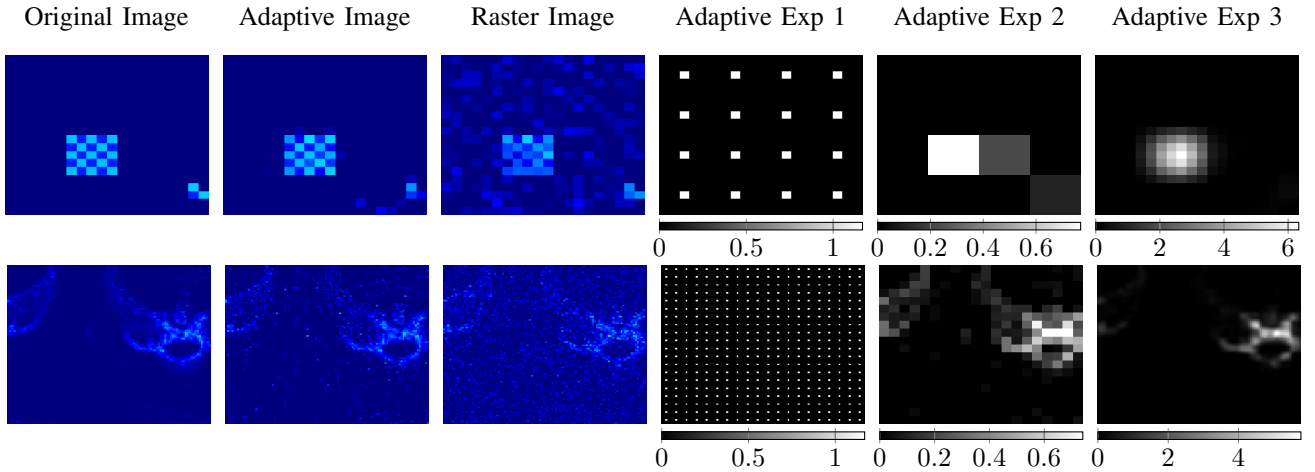 Original Image Adaptive Image Raster Image Adaptive Exp 1 Adaptive Exp 2 Adaptive Exp 3
0 0.5 1 0 0.2 0.4 0.6 0 2 4 6
0 0.5 1 0 0.2 0.4 0.6 0 2 4